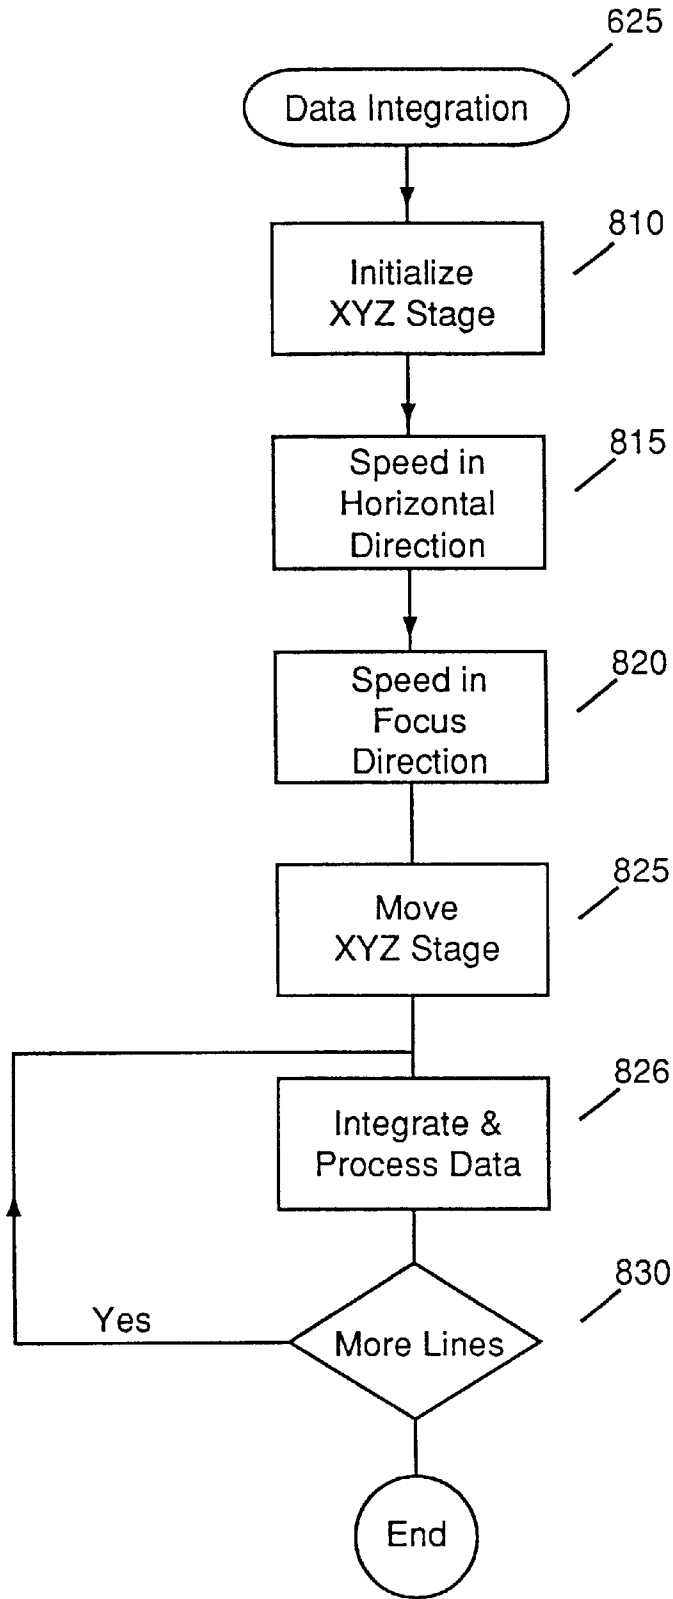 625
Data Integration
810
Initialize
XYZ Stage
815
Speed in
Horizontal
Direction
820
Speed in
Focus
Direction
825
Move
XYZ Stage
826
Integrate &
Process Data
830
Yes
More Lines
End